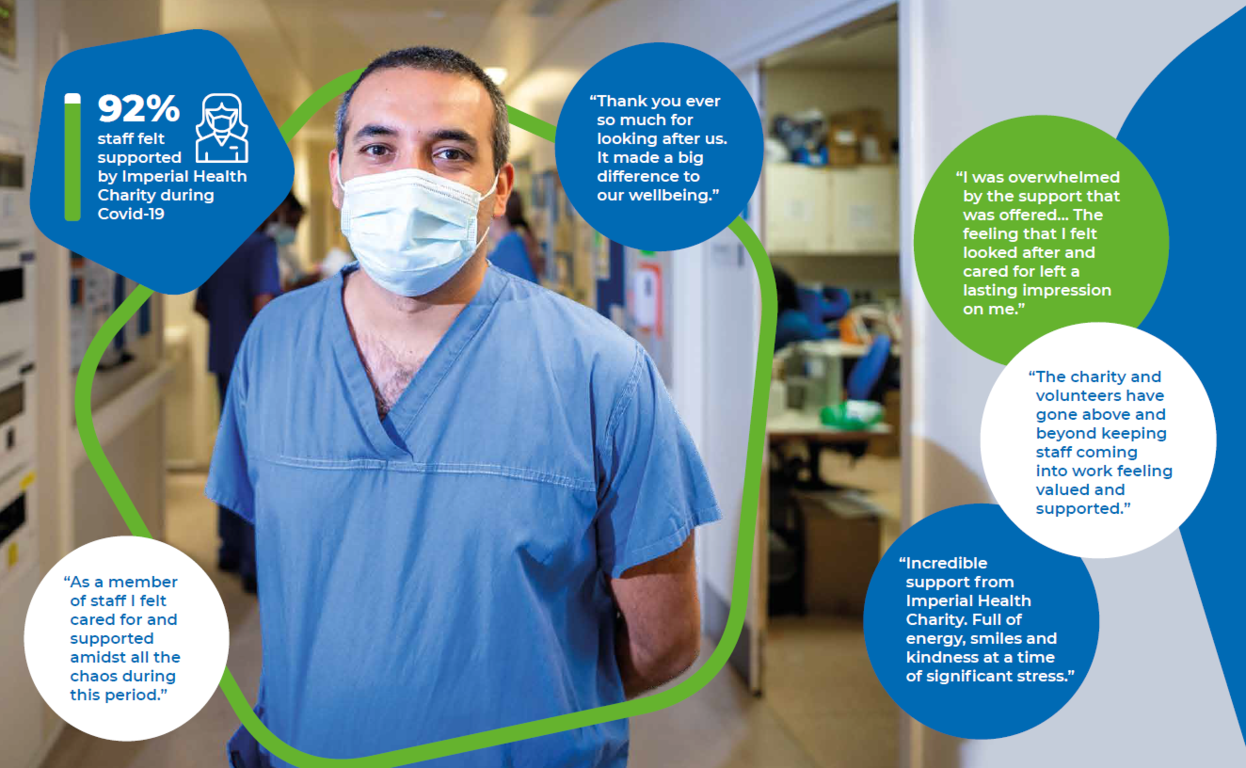 92%
staff felt
supported
by Imperial Health
Charity during
Covid-19
“Thank you ever
so much for
looking after us.
It made a big
difference to
our wellbeing.”
“I was overwhelmed
by the support that
was offered... The
feeling that I felt
looked after and
cared for left a
lasting impression
on me.”
“The charity and
volunteers have
gone above and
beyond keeping
staff coming
into work feeling
valued and
supported.”
“As a member
of staff I felt
cared for and
supported
amidst all the
chaos during
this period.”
“Incredible
support from
Imperial Health
Charity. Full of
energy, smiles and
kindness at a time
of significant stress.”